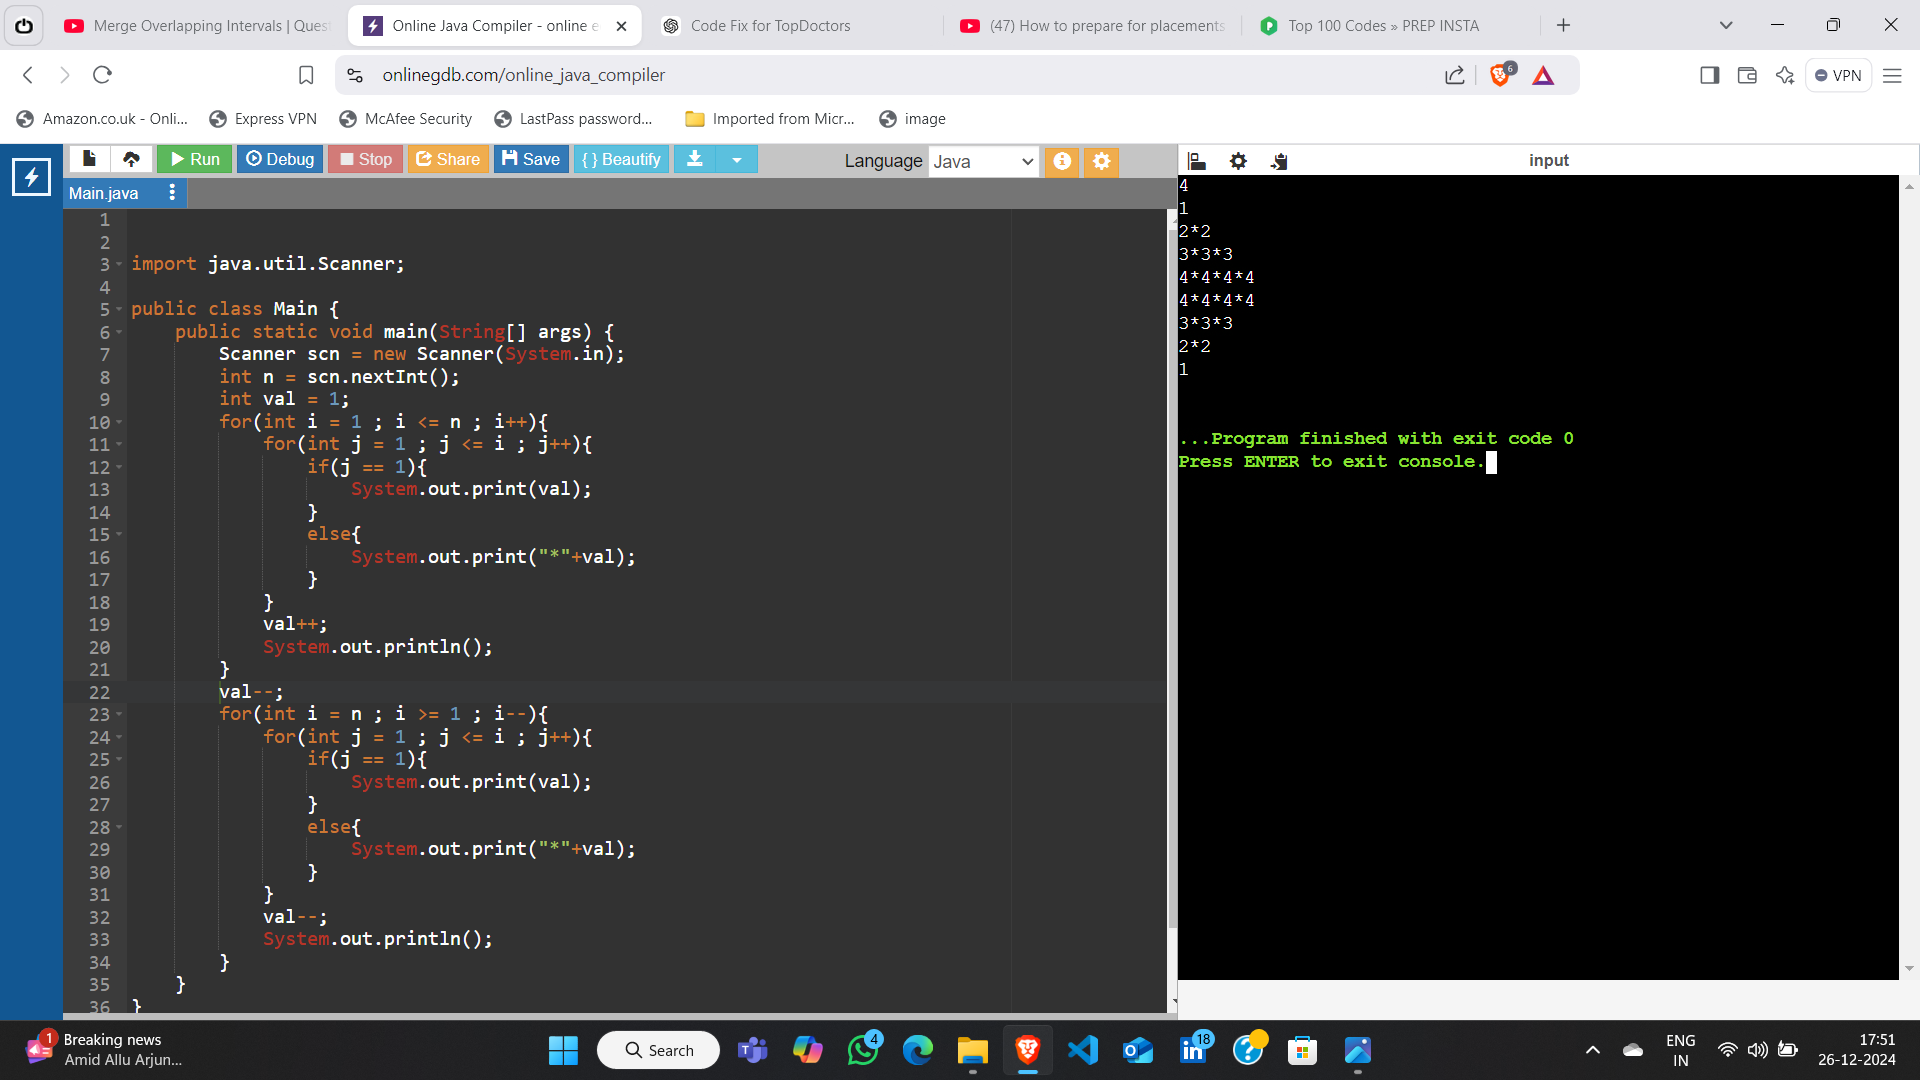 Merge Overlapping Intervals | Ques
Online Java Compiler - online e
Code Fix for TopDoctors
(47) How to prepare for placements
Top 100 Codes » PREP INSTA
onlinegdb.com/online_java_compiler
6
VPN
Amazon.co.uk - Onli...
Express VPN
McAfee Security
LastPass password...
Imported from Micr...
image
Run
Debug
Stop
Share
Save
{ } Beautify
Language
Java
input
Main.java
1
2
3 import java.util.Scanner;
4
5 public class Main {
6 public static void main(String[] args) {
7 Scanner scn = new Scanner(System.in);
8 int n = scn.nextInt();
9 int val = 1;
10 for(int i = 1 ; i <= n ; i++){
11 for(int j = 1 ; j <= i ; j++){
12 if(j == 1){
13 System.out.print(val);
14 }
15 else{
16 System.out.print("*"+val);
17 }
18 }
19 val++;
20 System.out.println();
21 }
22 val--;
23 for(int i = n ; i >= 1 ; i--){
24 for(int j = 1 ; j <= i ; j++){
25 if(j == 1){
26 System.out.print(val);
27 }
28 else{
29 System.out.print("*"+val);
30 }
31 }
32 val--;
33 System.out.println();
34 }
35 }
36 }
4
1
2*2
3*3*3
4*4*4*4
4*4*4*4
3*3*3
2*2
1
...Program finished with exit code 0
Press ENTER to exit console.
1
Breaking news
Amid Allu Arjun...
Search
4
18
ENG
IN
17:51
26-12-2024